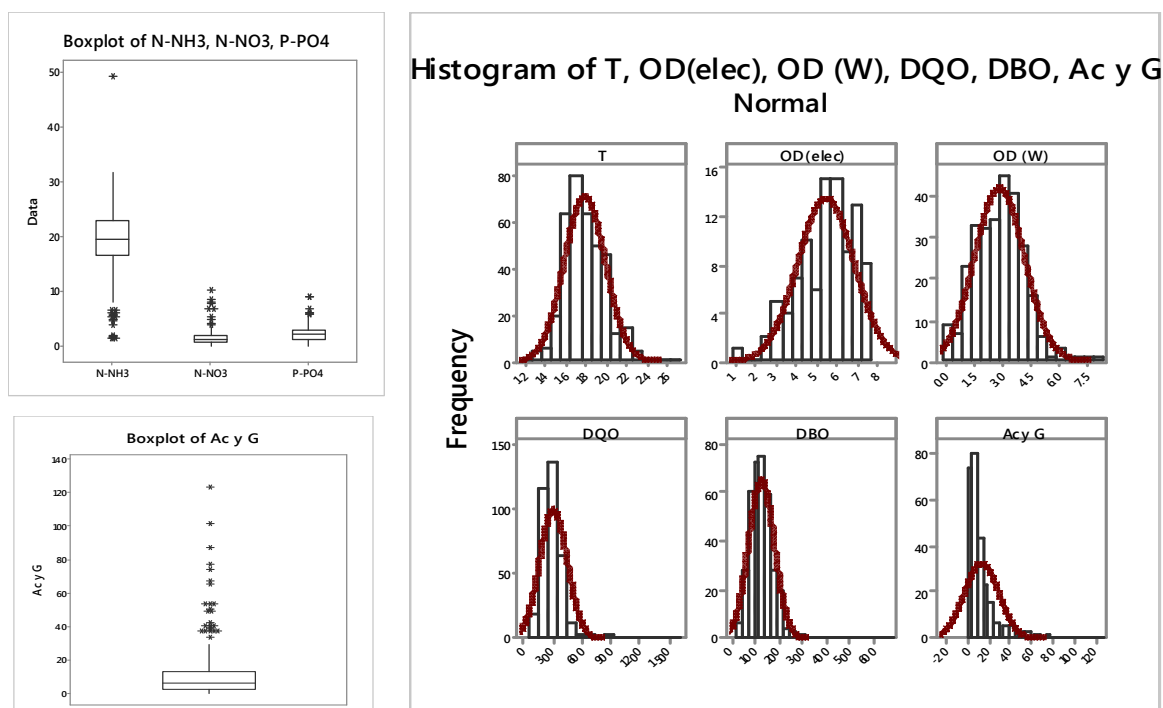 Boxplot of N-NH3, N-NO3, P-PO4
Data
50
40
30
20
10
0
N-NH3 N-NO3 P-PO4
Boxplot of Ac y G
Ac y G
140
120
100
80
60
40
20
0
Histogram of T, OD(elec), OD (W), DQO, DBO, Ac y G
Normal
Frequency
T
80
60
40
20
0
12 14 16 18 20 22 24 26
OD(elec)
16
12
8
4
0
1 2 3 4 5 6 7 8
OD (W)
40
30
20
10
0
0.0 1.5 3.0 4.5 6.0 7.5
DQO
150
100
50
0
0 300 600 900 1200 1500
DBO
80
60
40
20
0
0 100 200 300 400 500 600
Ac y G
80
60
40
20
0
-20 0 20 40 60 80 100 120